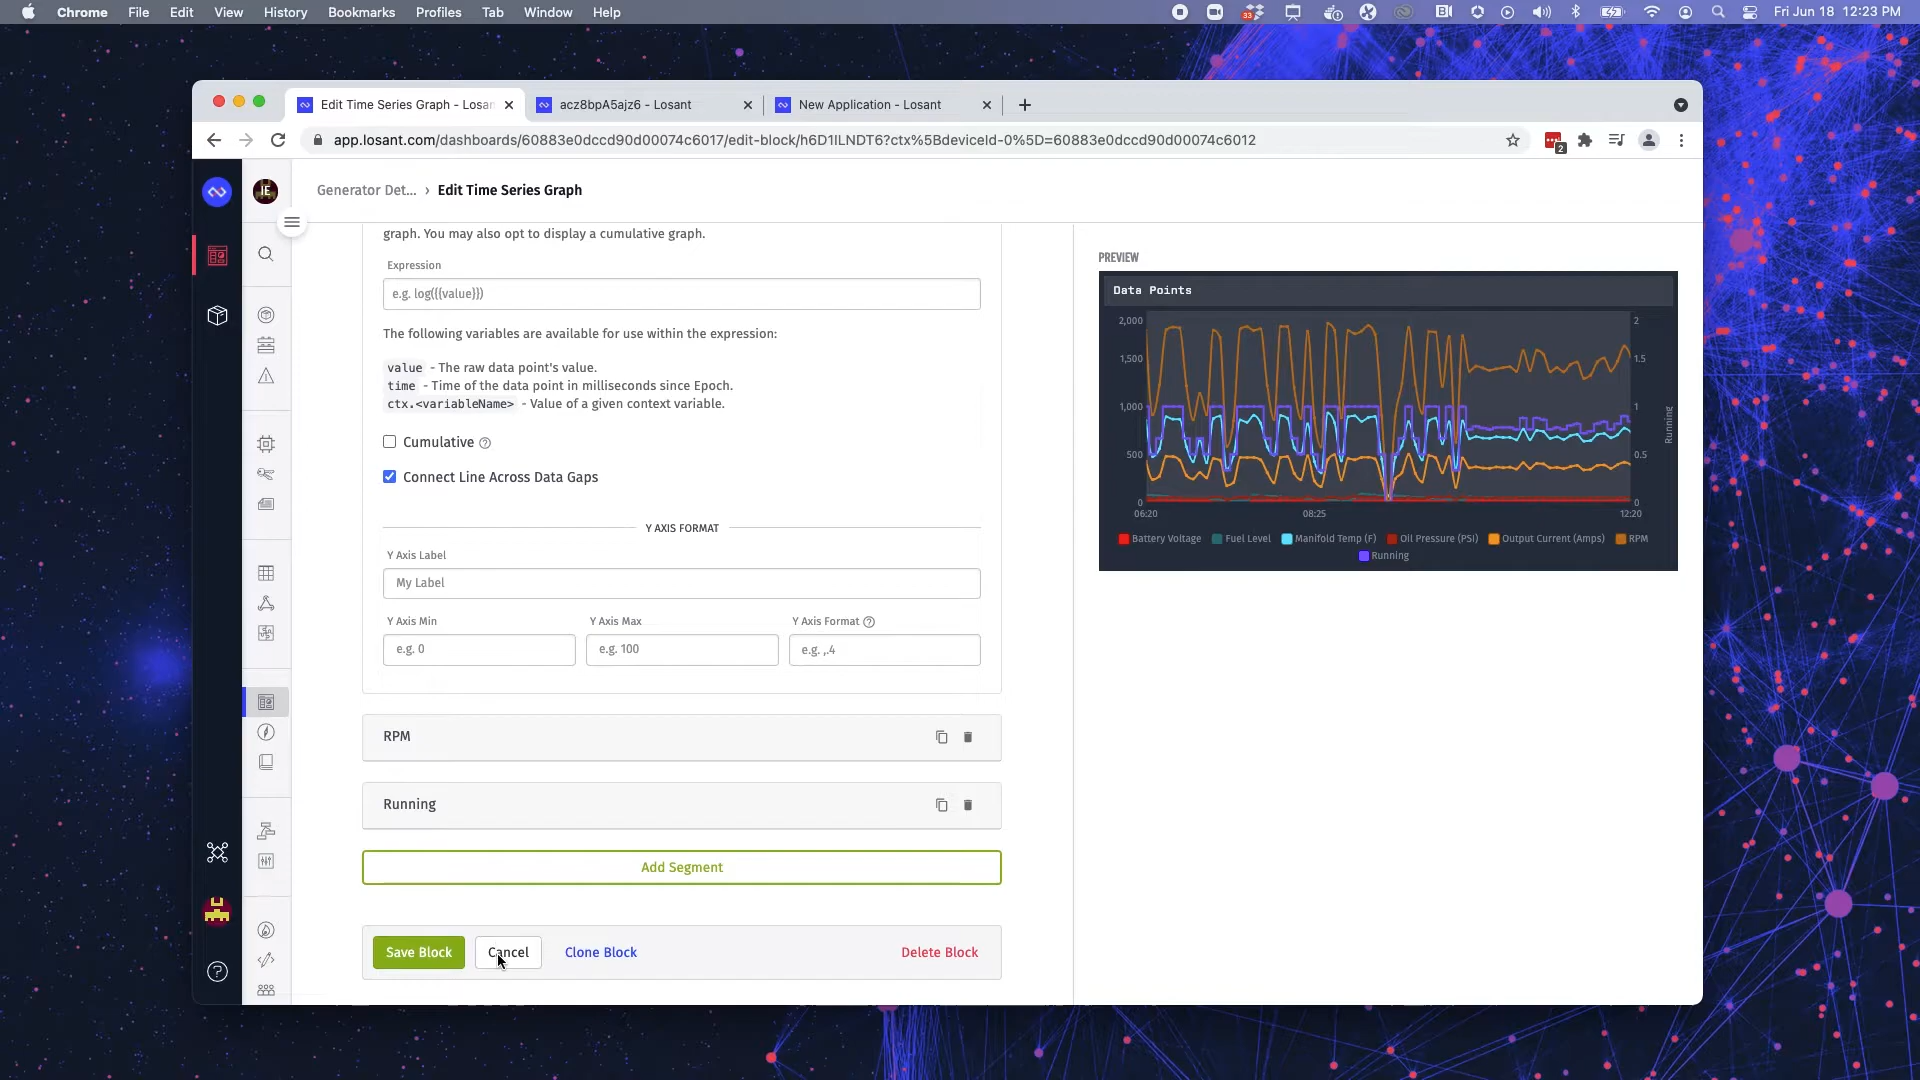 Chrome File Edit View History Bookmarks Profiles Tab Window Help
33
Fri Jun 18 12:23 PM
Edit Time Series Graph - Losan
acz8bpA5ajz6 - Losant
New Application - Losant
app.losant.com/dashboards/60883e0dccd90d00074c6017/edit-block/h6D1lLNDT6?ctx%5BdeviceId-0%5D=60883e0dccd90d00074c6012
2
IE
Generator Det... › Edit Time Series Graph
graph. You may also opt to display a cumulative graph.
Expression
e.g. log({{value}})
The following variables are available for use within the expression:
value - The raw data point's value.
time - Time of the data point in milliseconds since Epoch.
ctx.<variableName> - Value of a given context variable.
Cumulative
Connect Line Across Data Gaps
Y AXIS FORMAT
Y Axis Label
My Label
Y Axis Min Y Axis Max Y Axis Format
e.g. 0 e.g. 100 e.g. ,.4
RPM
Running
Add Segment
Save Block Cancel Clone Block Delete Block
PREVIEW
Data Points
2,000 2
1,500 1.5
1,000 1
Running
500 0.5
0 0
06:20 08:25 12:20
Battery Voltage Fuel Level Manifold Temp (F) Oil Pressure (PSI) Output Current (Amps) RPM
Running